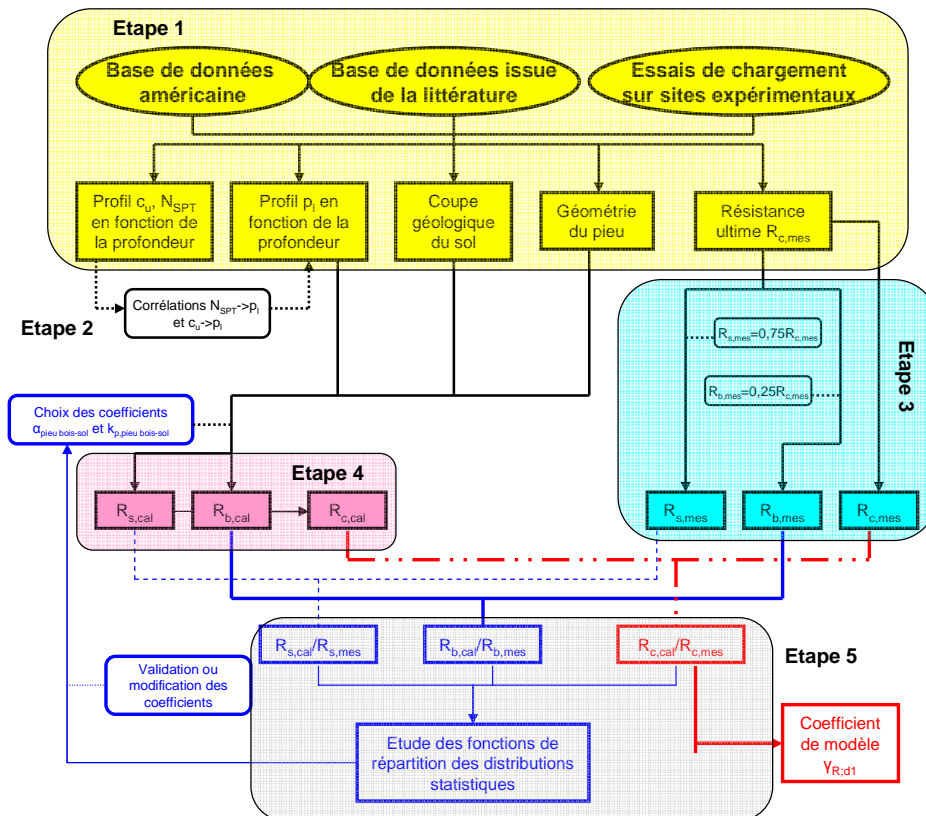 Etape 1
Base de données
américaine
Base de données issue
de la littérature
Essais de chargement
sur sites expérimentaux
Profil cu, NSPT
en fonction de
la profondeur
Profil pl en
fonction de la
profondeur
Coupe
géologique
du sol
Géométrie
du pieu
Résistance
ultime Rc,mes
Etape 2
Corrélations NSPT->pl
et cu->pl
Rs,mes=0,75Rc,mes
Rb,mes=0,25Rc,mes
Etape 3
Choix des coefficients
αpieu bois-sol et kp,pieu bois-sol
Etape 4
Rs,cal
Rb,cal
Rc,cal
Rs,mes
Rb,mes
Rc,mes
Rs,cal/Rs,mes
Rb,cal/Rb,mes
Rc,cal/Rc,mes
Etape 5
Validation ou
modification des
coefficients
Etude des fonctions de
répartition des distributions
statistiques
Coefficient
de modèle
γR;d1